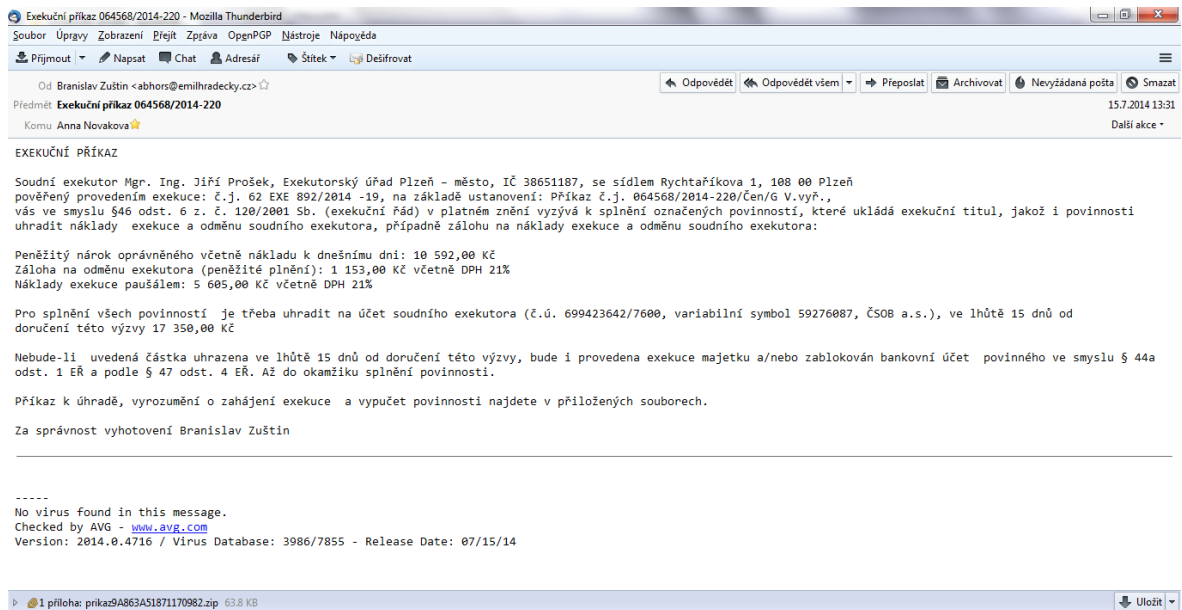 Exekuční příkaz 064568/2014-220 - Mozilla Thunderbird
Soubor Úpravy Zobrazení Přejít Zpráva OpenPGP Nástroje Nápověda
Přijmout Napsat Chat Adresář Štítek Dešifrovat
Od Branislav Zuštin <abhors@emilhradecky.cz> Odpovědět Odpovědět všem Přeposlat Archivovat Nevyžádaná pošta Smazat
Předmět Exekuční příkaz 064568/2014-220 15.7.2014 13:31
Komu Anna Novakova Další akce
EXEKUČNÍ PŘÍKAZ
Soudní exekutor Mgr. Ing. Jiří Prošek, Exekutorský úřad Plzeň – město, IČ 38651187, se sídlem Rychtaříkova 1, 108 00 Plzeň
pověřený provedením exekuce: č.j. 62 EXE 892/2014 -19, na základě ustanovení: Příkaz č.j. 064568/2014-220/Čen/G V.vyř.,
vás ve smyslu §46 odst. 6 z. č. 120/2001 Sb. (exekuční řád) v platném znění vyzývá k splnění označených povinností, které ukládá exekuční titul, jakož i povinnosti
uhradit náklady exekuce a odměnu soudního exekutora, případně zálohu na náklady exekuce a odměnu soudního exekutora:
Peněžitý nárok oprávněného včetně nákladu k dnešnímu dni: 10 592,00 Kč
Záloha na odměnu exekutora (peněžité plnění): 1 153,00 Kč včetně DPH 21%
Náklady exekuce paušálem: 5 605,00 Kč včetně DPH 21%
Pro splnění všech povinností je třeba uhradit na účet soudního exekutora (č.ú. 699423642/7600, variabilní symbol 59276087, ČSOB a.s.), ve lhůtě 15 dnů od
doručení této výzvy 17 350,00 Kč
Nebude-li uvedená částka uhrazena ve lhůtě 15 dnů od doručení této výzvy, bude i provedena exekuce majetku a/nebo zablokován bankovní účet povinného ve smyslu § 44a
odst. 1 EŘ a podle § 47 odst. 4 EŘ. Až do okamžiku splnění povinnosti.
Příkaz k úhradě, vyrozumění o zahájení exekuce a vypučet povinnosti najdete v přiložených souborech.
Za správnost vyhotovení Branislav Zuštin
-----
No virus found in this message.
Checked by AVG - www.avg.com
Version: 2014.0.4716 / Virus Database: 3986/7855 - Release Date: 07/15/14
1 příloha: prikaz9A863A51871170982.zip 63.8 KB Uložit